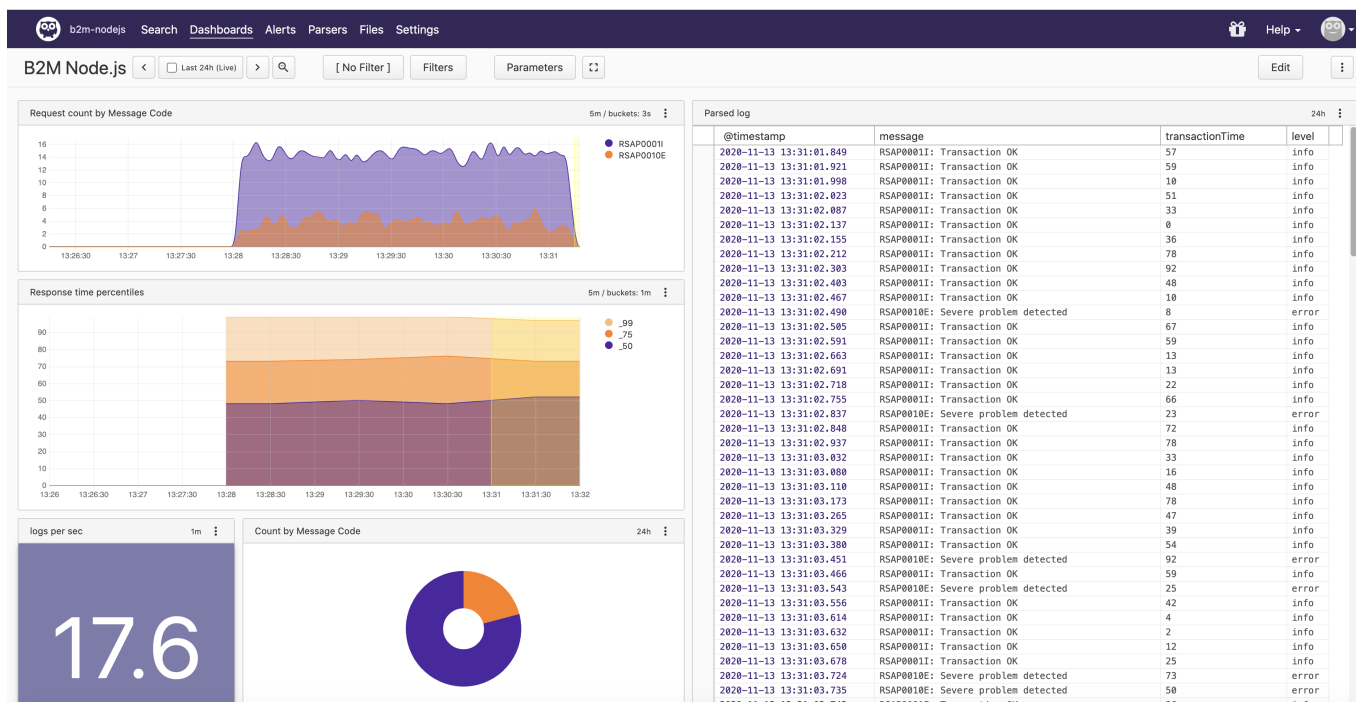 b2m-nodejs Search Dashboards Alerts Parsers Files Settings Help
B2M Node.js Last 24h (Live) [ No Filter ] Filters Parameters Edit
Request count by Message Code 5m / buckets: 3s
16
14
12
10
8
6
4
2
0
13:26:30 13:27 13:27:30 13:28 13:28:30 13:29 13:29:30 13:30 13:30:30 13:31
RSAP0001I
RSAP0010E
Response time percentiles 5m / buckets: 1m
90
80
70
60
50
40
30
20
10
0
13:26 13:26:30 13:27 13:27:30 13:28 13:28:30 13:29 13:29:30 13:30 13:30:30 13:31 13:31:30 13:32
_99
_75
_50
logs per sec 1m
17.6
Count by Message Code 24h
Parsed log 24h
@timestamp message transactionTime level
2020-11-13 13:31:01.849 RSAP0001I: Transaction OK 57 info
2020-11-13 13:31:01.921 RSAP0001I: Transaction OK 59 info
2020-11-13 13:31:01.998 RSAP0001I: Transaction OK 10 info
2020-11-13 13:31:02.023 RSAP0001I: Transaction OK 51 info
2020-11-13 13:31:02.087 RSAP0001I: Transaction OK 33 info
2020-11-13 13:31:02.137 RSAP0001I: Transaction OK 0 info
2020-11-13 13:31:02.155 RSAP0001I: Transaction OK 36 info
2020-11-13 13:31:02.212 RSAP0001I: Transaction OK 78 info
2020-11-13 13:31:02.303 RSAP0001I: Transaction OK 92 info
2020-11-13 13:31:02.403 RSAP0001I: Transaction OK 48 info
2020-11-13 13:31:02.467 RSAP0001I: Transaction OK 10 info
2020-11-13 13:31:02.490 RSAP0010E: Severe problem detected 8 error
2020-11-13 13:31:02.505 RSAP0001I: Transaction OK 67 info
2020-11-13 13:31:02.591 RSAP0001I: Transaction OK 59 info
2020-11-13 13:31:02.663 RSAP0001I: Transaction OK 13 info
2020-11-13 13:31:02.691 RSAP0001I: Transaction OK 13 info
2020-11-13 13:31:02.718 RSAP0001I: Transaction OK 22 info
2020-11-13 13:31:02.755 RSAP0001I: Transaction OK 66 info
2020-11-13 13:31:02.837 RSAP0010E: Severe problem detected 23 error
2020-11-13 13:31:02.848 RSAP0001I: Transaction OK 72 info
2020-11-13 13:31:02.937 RSAP0001I: Transaction OK 78 info
2020-11-13 13:31:03.032 RSAP0001I: Transaction OK 33 info
2020-11-13 13:31:03.080 RSAP0001I: Transaction OK 16 info
2020-11-13 13:31:03.110 RSAP0001I: Transaction OK 48 info
2020-11-13 13:31:03.173 RSAP0001I: Transaction OK 78 info
2020-11-13 13:31:03.265 RSAP0001I: Transaction OK 47 info
2020-11-13 13:31:03.329 RSAP0001I: Transaction OK 39 info
2020-11-13 13:31:03.380 RSAP0001I: Transaction OK 54 info
2020-11-13 13:31:03.451 RSAP0010E: Severe problem detected 92 error
2020-11-13 13:31:03.466 RSAP0001I: Transaction OK 59 info
2020-11-13 13:31:03.543 RSAP0010E: Severe problem detected 25 error
2020-11-13 13:31:03.556 RSAP0001I: Transaction OK 42 info
2020-11-13 13:31:03.614 RSAP0001I: Transaction OK 4 info
2020-11-13 13:31:03.632 RSAP0001I: Transaction OK 2 info
2020-11-13 13:31:03.650 RSAP0001I: Transaction OK 12 info
2020-11-13 13:31:03.678 RSAP0001I: Transaction OK 25 info
2020-11-13 13:31:03.724 RSAP0010E: Severe problem detected 73 error
2020-11-13 13:31:03.735 RSAP0010E: Severe problem detected 50 error